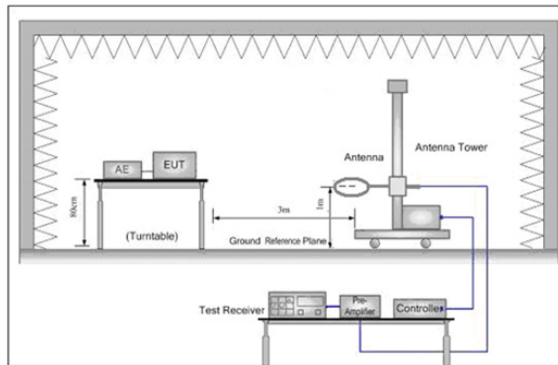 AE
EUT
Antenna
Antenna Tower
80cm
(Turntable)
3m
1m
Ground Reference Plane
Test Receiver
Pre-
Amplifier
Controller